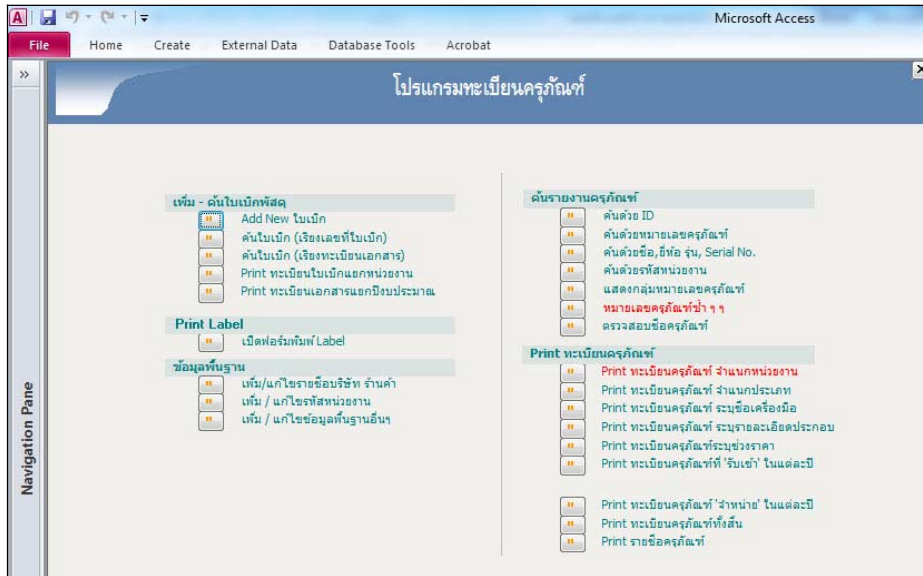 Microsoft Access
File Home Create External Data Database Tools Acrobat
โปรแกรมทะเบียนครุภัณฑ์
เพิ่ม - ค้นใบเบิกพัสดุ
Add New ใบเบิก
ค้นใบเบิก (เรียงเลขที่ใบเบิก)
ค้นใบเบิก (เรียงทะเบียนเอกสาร)
Print ทะเบียนใบเบิกแยกหน่วยงาน
Print ทะเบียนเอกสารแยกปีงบประมาณ
Print Label
เปิดฟอร์มพิมพ์ Label
ข้อมูลพื้นฐาน
เพิ่ม/แก้ไขรายชื่อบริษัท ร้านค้า
เพิ่ม / แก้ไขรหัสหน่วยงาน
เพิ่ม / แก้ไขข้อมูลพื้นฐานอื่นๆ
ค้นรายงานครุภัณฑ์
ค้นด้วย ID
ค้นด้วยหมายเลขครุภัณฑ์
ค้นด้วยชื่อ,ยี่ห้อ รุ่น, Serial No.
ค้นด้วยรหัสหน่วยงาน
แสดงกลุ่มหมายเลขครุภัณฑ์
หมายเลขครุภัณฑ์ซ้ำ ๆ ๆ
ตรวจสอบชื่อครุภัณฑ์
Print ทะเบียนครุภัณฑ์
Print ทะเบียนครุภัณฑ์ จำแนกหน่วยงาน
Print ทะเบียนครุภัณฑ์ จำแนกประเภท
Print ทะเบียนครุภัณฑ์ ระบุชื่อเครื่องมือ
Print ทะเบียนครุภัณฑ์ ระบุรายละเอียดประกอบ
Print ทะเบียนครุภัณฑ์ระบุช่วงราคา
Print ทะเบียนครุภัณฑ์ที่ 'รับเข้า' ในแต่ละปี
Print ทะเบียนครุภัณฑ์ 'จำหน่าย' ในแต่ละปี
Print ทะเบียนครุภัณฑ์ทั้งสิ้น
Print รายชื่อครุภัณฑ์
Navigation Pane